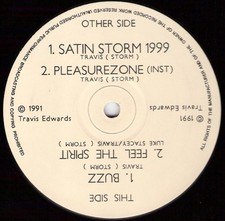 OTHER SIDE
1. SATIN STORM 1999
TRAVIS (STORM)
2. PLEASUREZONE (INST)
TRAVIS (STORM)
© 1991
Travis Edwards
℗ 1991
Travis Edwards
THIS SIDE
1. BUZZ
TRAVIS (STORM)
2. FEEL THE SPIRIT
LUKE STACEY/TRAVIS (STORM)